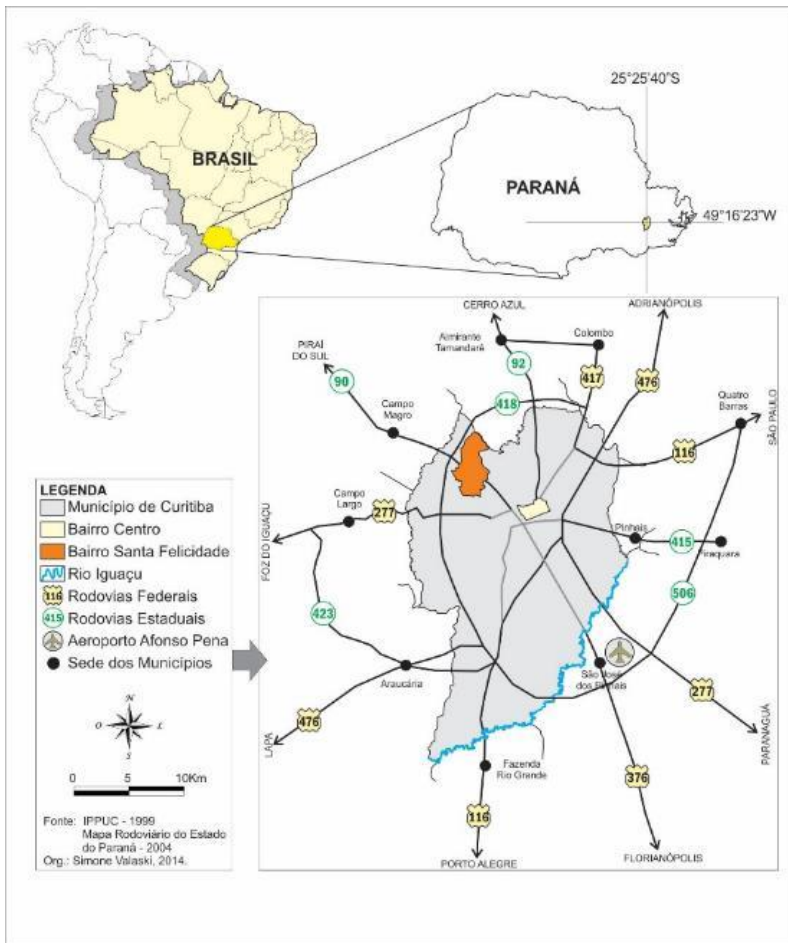 25°25'40"S
BRASIL
PARANÁ
49°16'23"W
CERRO AZUL
ADRIANÓPOLIS
PIRAÍ
DO SUL
Almirante
Tamandaré
Colombo
90
92
417
476
418
Campo
Magro
Quatro
Barras
SÃO PAULO
116
LEGENDA
Município de Curitiba
Bairro Centro
Bairro Santa Felicidade
Rio Iguaçu
116 Rodovias Federais
415 Rodovias Estaduais
Aeroporto Afonso Pena
Sede dos Municípios
Campo
Largo
277
FOZ DO IGUAÇU
Pinhais
415
Piraquara
423
506
Araucária
São José
dos Pinhais
277
PARANAGUÁ
476
LAPA
N
O
L
S
0 5 10Km
Fazenda
Rio Grande
376
116
PORTO ALEGRE
FLORIANÓPOLIS
Fonte: IPPUC - 1999
Mapa Rodoviário do Estado
do Paraná - 2004
Org.: Simone Valaski, 2014.